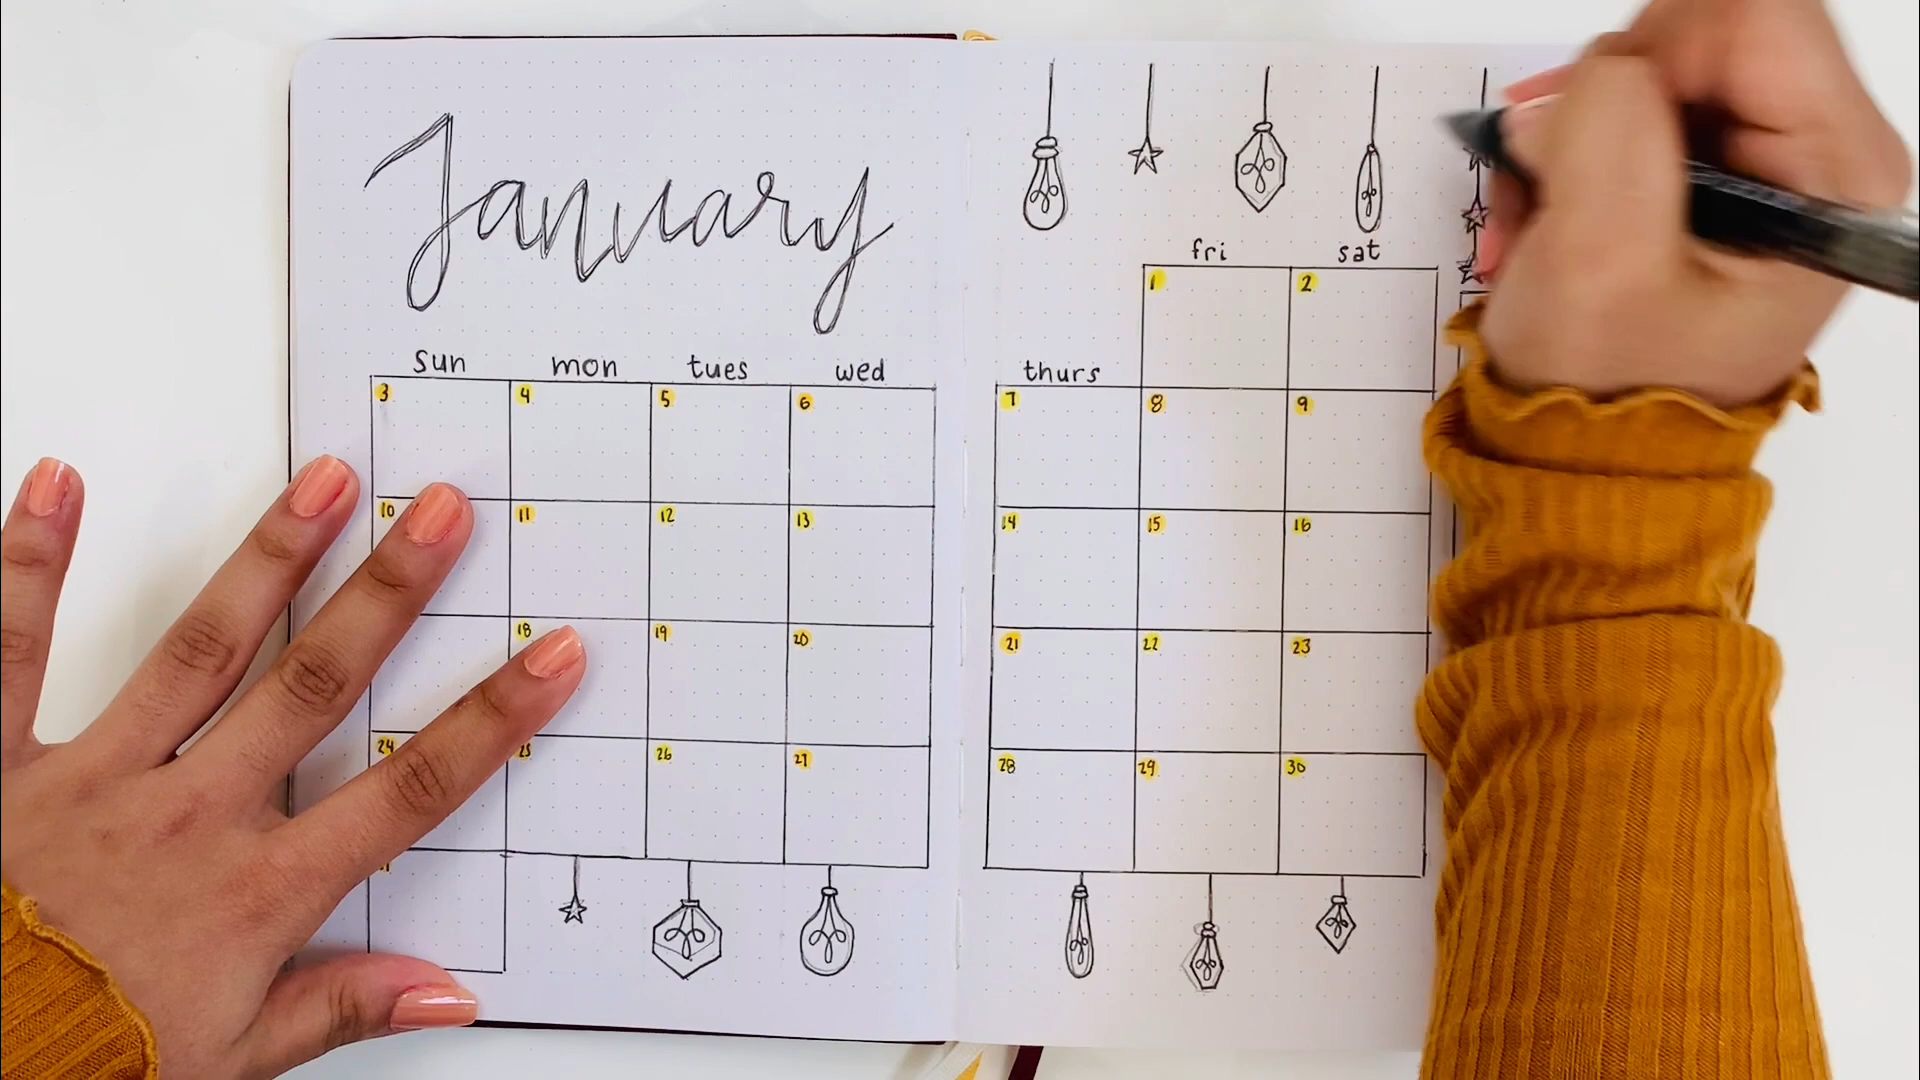 January
fri sat
1 2
sun mon tues wed thurs
3 4 5 6 7 8 9
10 11 12 13 14 15 16
18 19 20 21 22 23
24 25 26 27 28 29 30